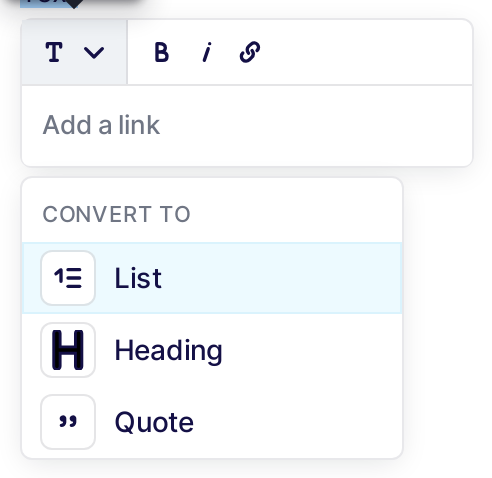 T B i
Add a link
CONVERT TO
List
H Heading
" Quote